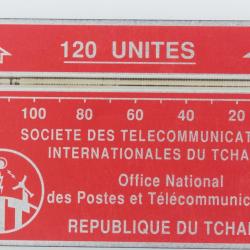 120 UNITES
100 80 60 40 20
SOCIETE DES TELECOMMUNICAT
INTERNATIONALES DU TCHA
Office National
des Postes et Télécommunic
REPUBLIQUE DU TCHA